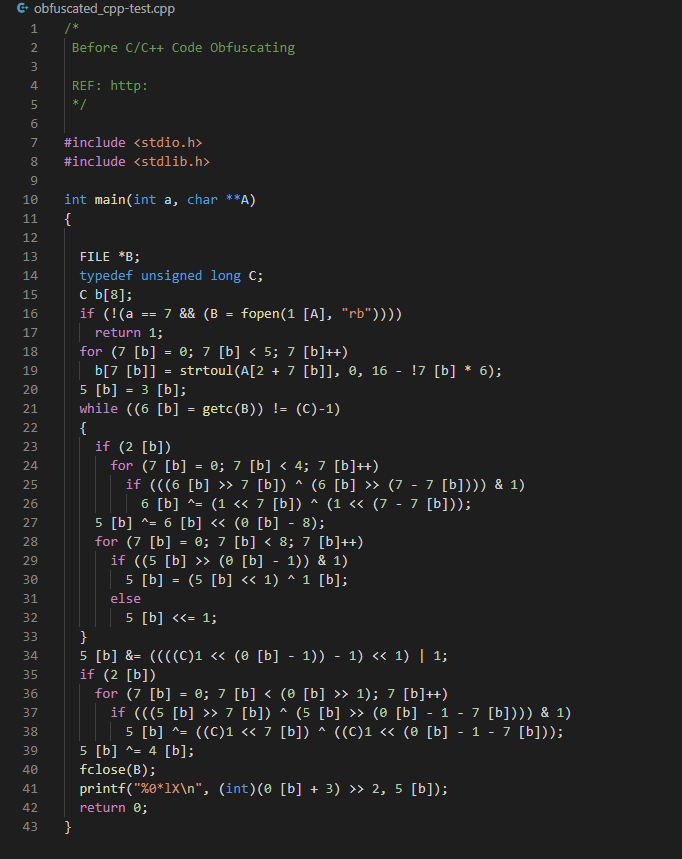 obfuscated_cpp-test.cpp
1 /*
2 Before C/C++ Code Obfuscating
3
4 REF: http:
5 */
6
7 #include <stdio.h>
8 #include <stdlib.h>
9
10 int main(int a, char **A)
11 {
12
13 FILE *B;
14 typedef unsigned long C;
15 C b[8];
16 if (!(a == 7 && (B = fopen(1 [A], "rb"))))
17 return 1;
18 for (7 [b] = 0; 7 [b] < 5; 7 [b]++)
19 b[7 [b]] = strtoul(A[2 + 7 [b]], 0, 16 - !7 [b] * 6);
20 5 [b] = 3 [b];
21 while ((6 [b] = getc(B)) != (C)-1)
22 {
23 if (2 [b])
24 for (7 [b] = 0; 7 [b] < 4; 7 [b]++)
25 if (((6 [b] >> 7 [b]) ^ (6 [b] >> (7 - 7 [b]))) & 1)
26 6 [b] ^= (1 << 7 [b]) ^ (1 << (7 - 7 [b]));
27 5 [b] ^= 6 [b] << (0 [b] - 8);
28 for (7 [b] = 0; 7 [b] < 8; 7 [b]++)
29 if ((5 [b] >> (0 [b] - 1)) & 1)
30 5 [b] = (5 [b] << 1) ^ 1 [b];
31 else
32 5 [b] <<= 1;
33 }
34 5 [b] &= ((((C)1 << (0 [b] - 1)) - 1) << 1) | 1;
35 if (2 [b])
36 for (7 [b] = 0; 7 [b] < (0 [b] >> 1); 7 [b]++)
37 if (((5 [b] >> 7 [b]) ^ (5 [b] >> (0 [b] - 1 - 7 [b]))) & 1)
38 5 [b] ^= ((C)1 << 7 [b]) ^ ((C)1 << (0 [b] - 1 - 7 [b]));
39 5 [b] ^= 4 [b];
40 fclose(B);
41 printf("%0*lX\n", (int)(0 [b] + 3) >> 2, 5 [b]);
42 return 0;
43 }